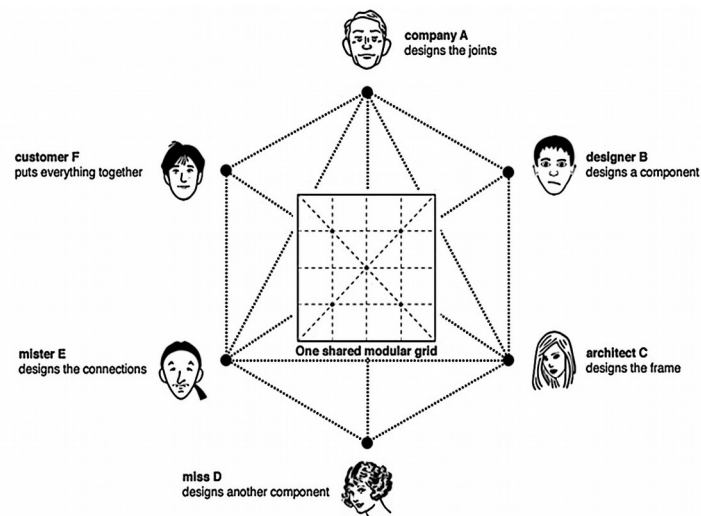 company A
designs the joints
customer F
puts everything together
designer B
designs a component
One shared modular grid
mister E
designs the connections
architect C
designs the frame
miss D
designs another component